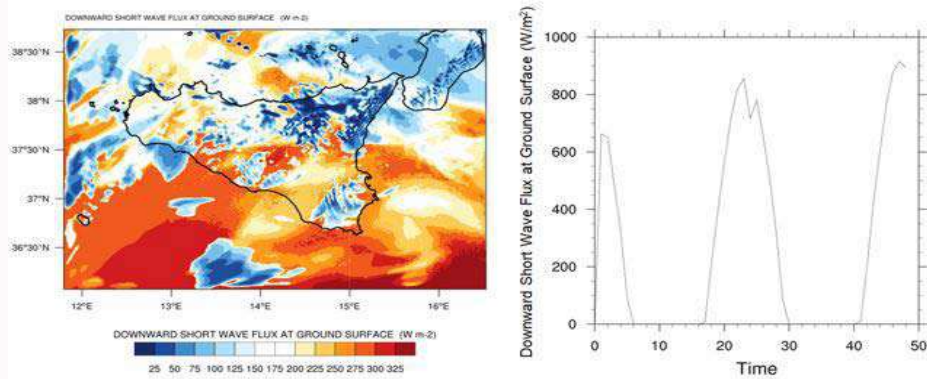 DOWNWARD SHORT WAVE FLUX AT GROUND SURFACE (W m-2)
38°30'N
38°N
37°30'N
37°N
36°30'N
12°E 13°E 14°E 15°E 16°E
DOWNWARD SHORT WAVE FLUX AT GROUND SURFACE (W m-2)
25 50 75 100 125 150 175 200 225 250 275 300 325
Downward Short Wave Flux at Ground Surface (W/m²)
1000
800
600
400
200
0
0 10 20 30 40 50
Time